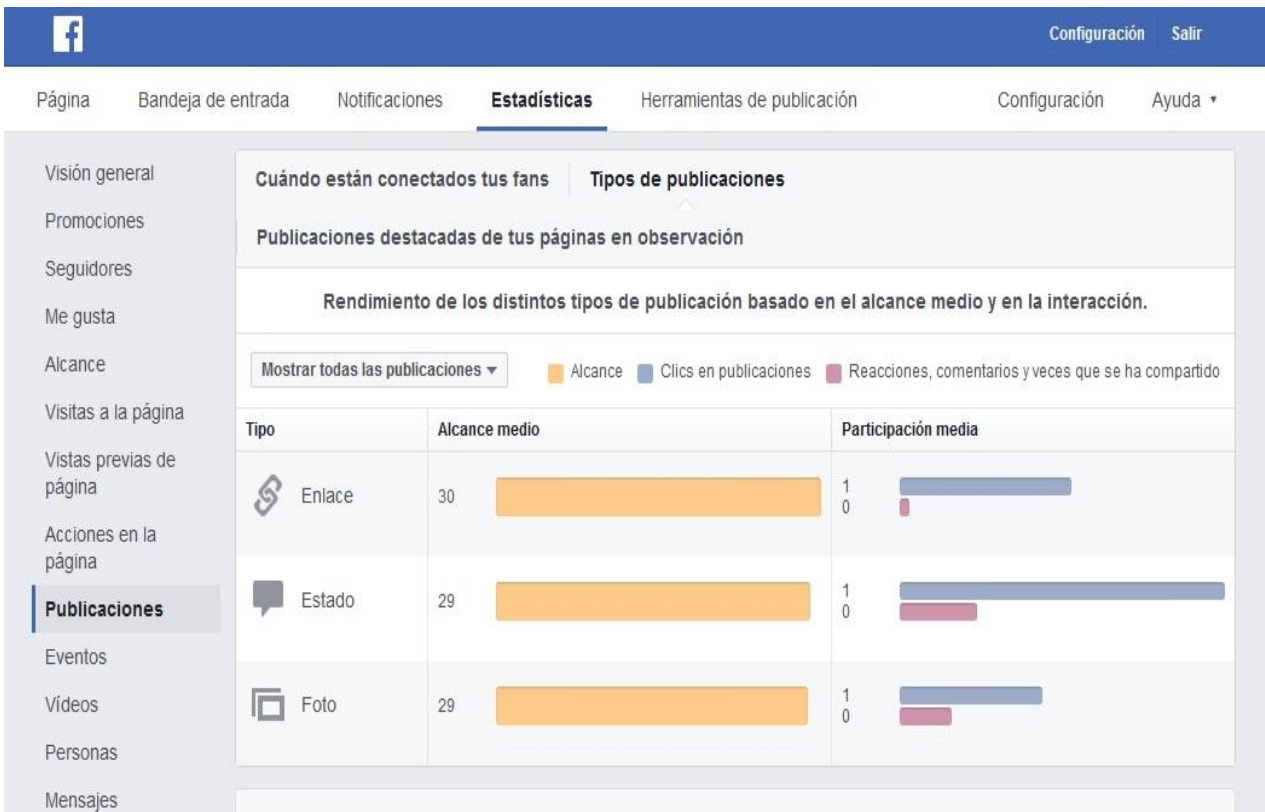 f
Configuración Salir
Página Bandeja de entrada Notificaciones Estadísticas Herramientas de publicación Configuración Ayuda
Visión general
Promociones
Seguidores
Me gusta
Alcance
Visitas a la página
Vistas previas de
página
Acciones en la
página
Publicaciones
Eventos
Vídeos
Personas
Mensajes
Cuándo están conectados tus fans Tipos de publicaciones
Publicaciones destacadas de tus páginas en observación
Rendimiento de los distintos tipos de publicación basado en el alcance medio y en la interacción.
Mostrar todas las publicaciones Alcance Clics en publicaciones Reacciones, comentarios y veces que se ha compartido
Tipo Alcance medio Participación media
Enlace 30 1
0
Estado 29 1
0
Foto 29 1
0